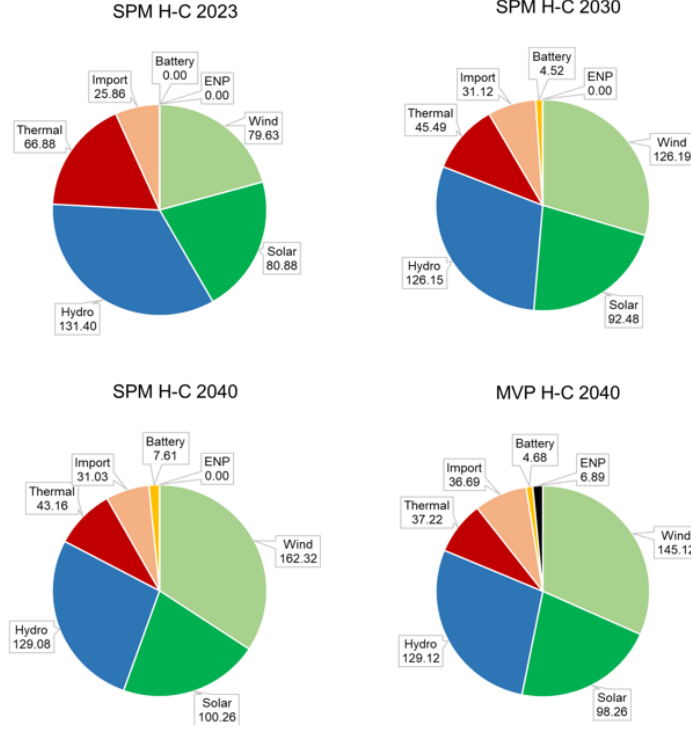 SPM H-C 2023
Battery
0.00
ENP
0.00
Import
25.86
Wind
79.63
Thermal
66.88
Solar
80.88
Hydro
131.40
SPM H-C 2030
Battery
4.52
ENP
0.00
Import
31.12
Thermal
45.49
Wind
126.19
Hydro
126.15
Solar
92.48
SPM H-C 2040
Battery
7.61
ENP
0.00
Import
31.03
Thermal
43.16
Wind
162.32
Hydro
129.08
Solar
100.26
MVP H-C 2040
Battery
4.68
ENP
6.89
Import
36.69
Thermal
37.22
Wind
145.12
Hydro
129.12
Solar
98.26